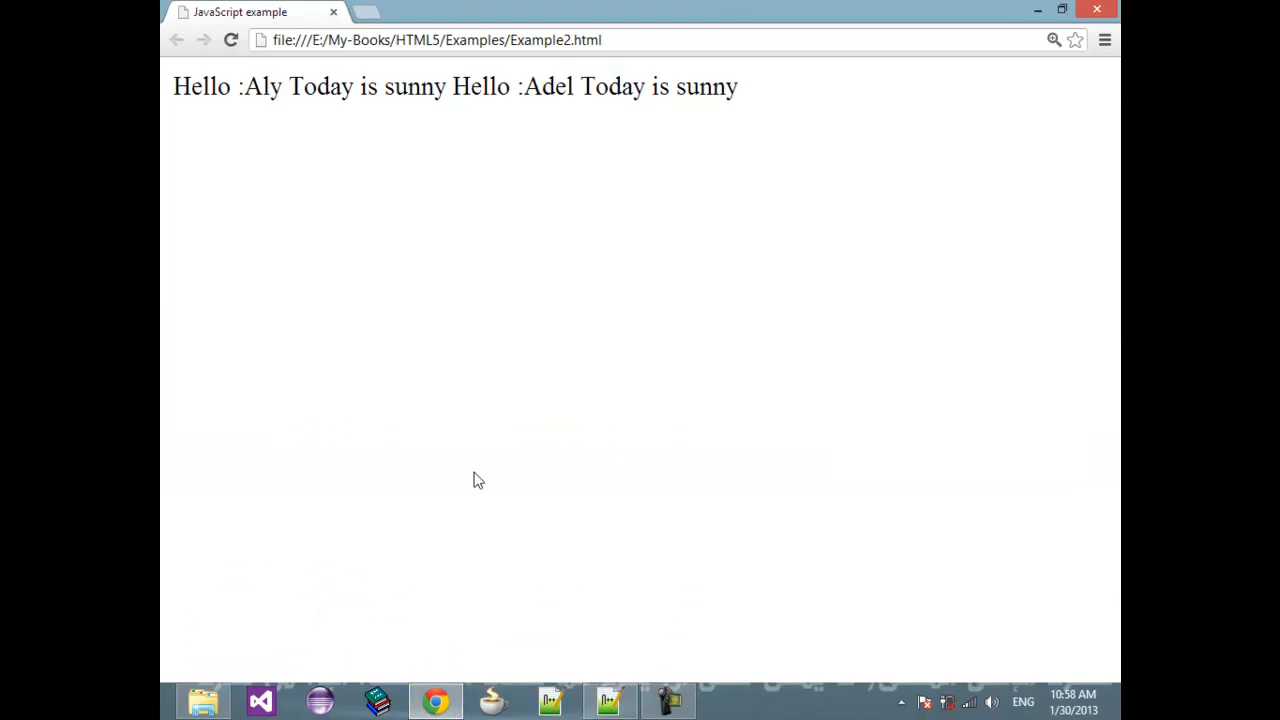 JavaScript example
file:///E:/My-Books/HTML5/Examples/Example2.html
Hello :Aly Today is sunny Hello :Adel Today is sunny
ENG
10:58 AM
1/30/2013